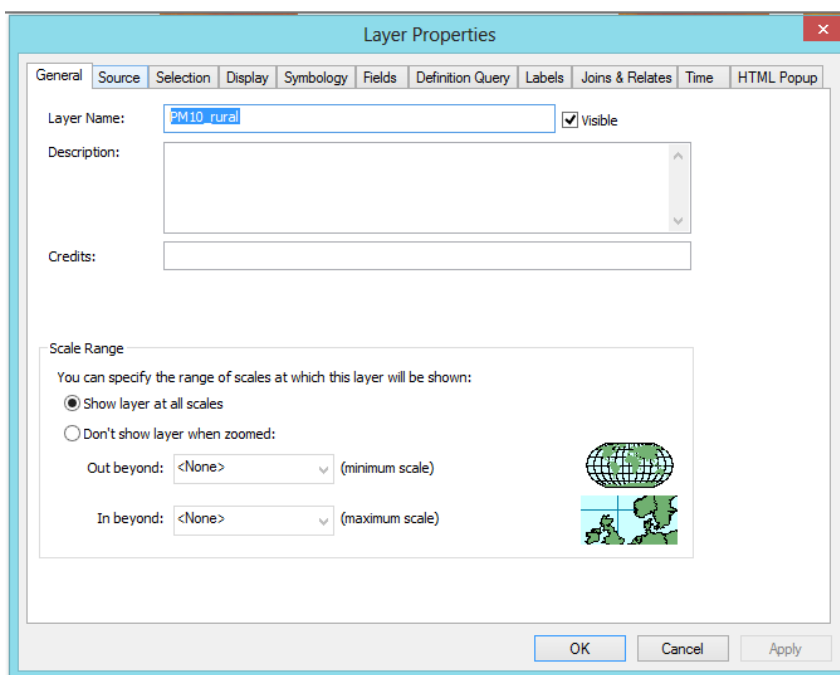 Layer Properties
General Source Selection Display Symbology Fields Definition Query Labels Joins & Relates Time HTML Popup
Layer Name: PM10_rural Visible
Description:
Credits:
Scale Range
You can specify the range of scales at which this layer will be shown:
Show layer at all scales
Don't show layer when zoomed:
Out beyond: <None> (minimum scale)
In beyond: <None> (maximum scale)
OK Cancel Apply